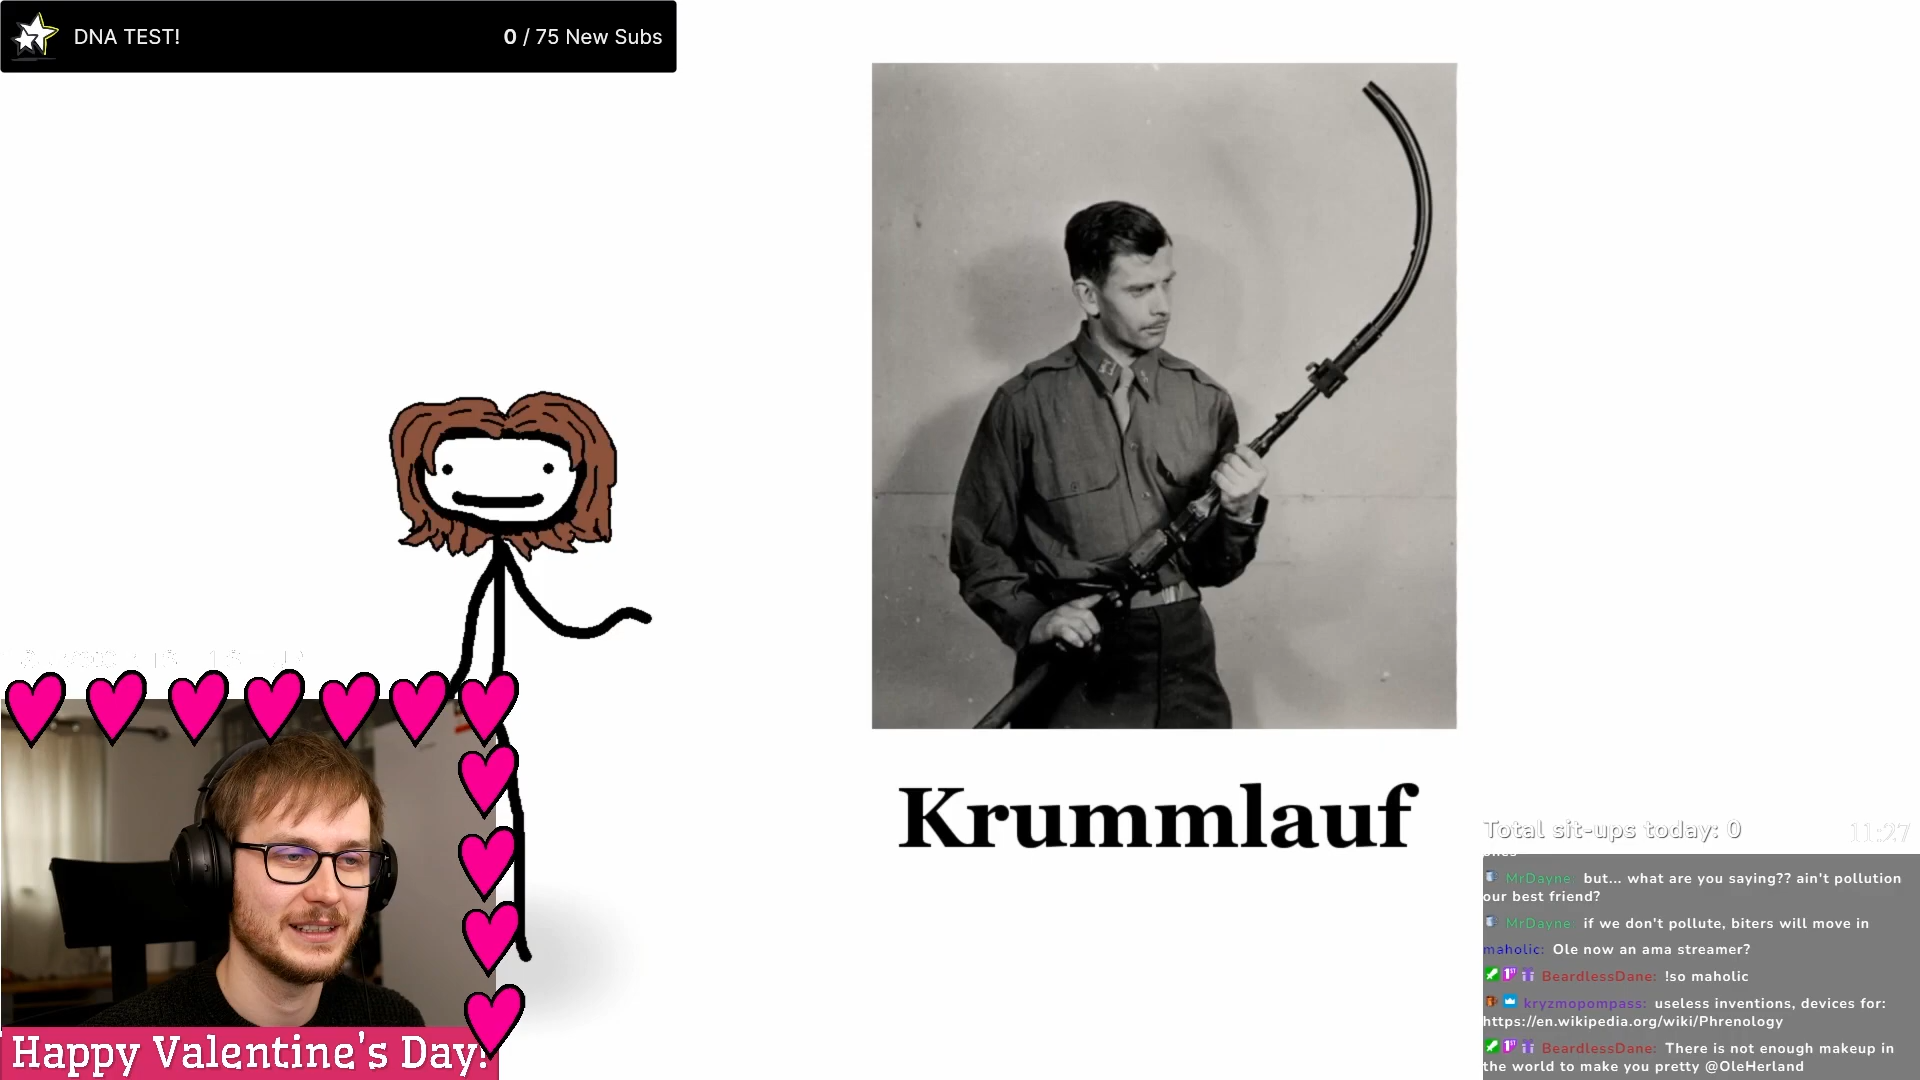 DNA TEST!
0 / 75 New Subs
Krummlauf
Total sit-ups today: 0
11:27
MrDayne: but... what are you saying?? ain't pollution
our best friend?
MrDayne: if we don't pollute, biters will move in
maholic: Ole now an ama streamer?
BeardlessDane: !so maholic
kryzmopompass: useless inventions, devices for:
https://en.wikipedia.org/wiki/Phrenology
BeardlessDane: There is not enough makeup in
the world to make you pretty @OleHerland
Happy Valentine's Day!